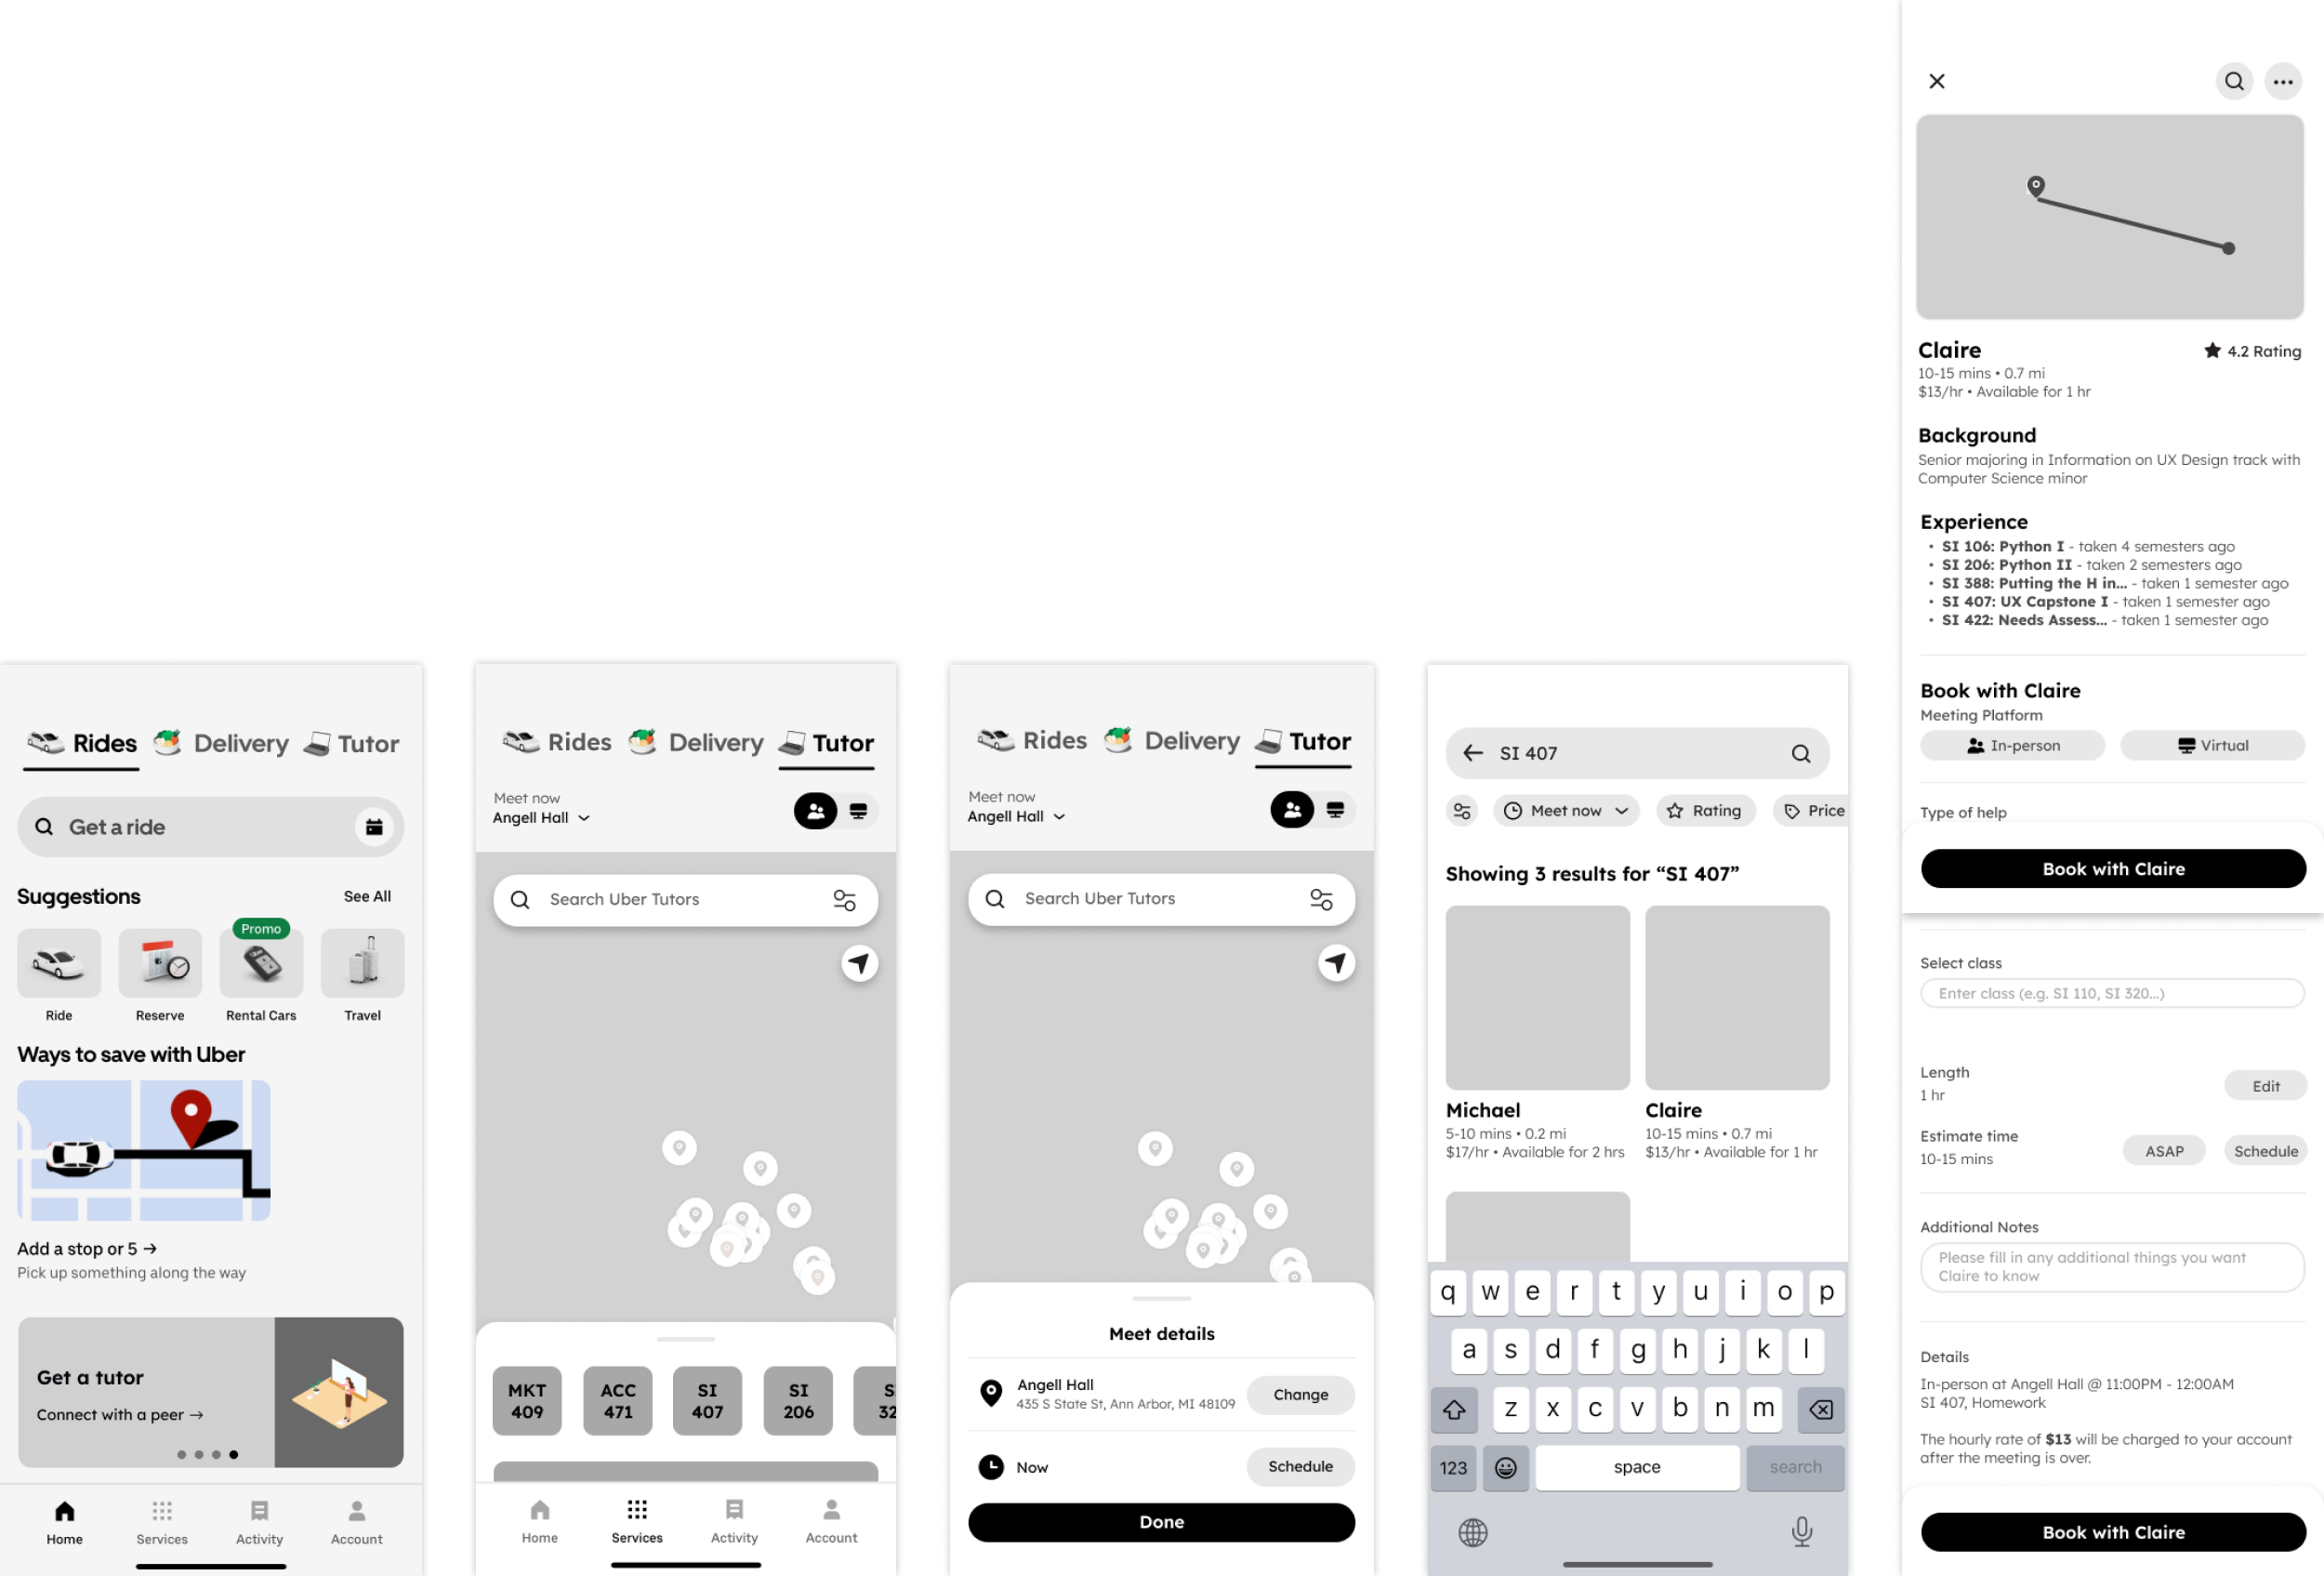 Rides Delivery Tutor
Get a ride
Suggestions See All
Promo
Ride Reserve Rental Cars Travel
Ways to save with Uber
Add a stop or 5 →
Pick up something along the way
Get a tutor
Connect with a peer →
Home Services Activity Account
Rides Delivery Tutor
Meet now
Angell Hall
Search Uber Tutors
MKT 409
ACC 471
SI 407
SI 206
S 32
Home Services Activity Account
Rides Delivery Tutor
Meet now
Angell Hall
Search Uber Tutors
Meet details
Angell Hall
435 S State St, Ann Arbor, MI 48109
Change
Now
Schedule
Done
SI 407
Meet now Rating Price
Showing 3 results for “SI 407”
Michael
5-10 mins • 0.2 mi
$17/hr • Available for 2 hrs
Claire
10-15 mins • 0.7 mi
$13/hr • Available for 1 hr
q w e r t y u i o p
a s d f g h j k l
z x c v b n m
123 space search
Claire
4.2 Rating
10-15 mins • 0.7 mi
$13/hr • Available for 1 hr
Background
Senior majoring in Information on UX Design track with
Computer Science minor
Experience
• SI 106: Python I - taken 4 semesters ago
• SI 206: Python II - taken 2 semesters ago
• SI 388: Putting the H in... - taken 1 semester ago
• SI 407: UX Capstone I - taken 1 semester ago
• SI 422: Needs Assess... - taken 1 semester ago
Book with Claire
Meeting Platform
In-person Virtual
Type of help
Book with Claire
Select class
Enter class (e.g. SI 110, SI 320...)
Length
1 hr
Edit
Estimate time
10-15 mins
ASAP Schedule
Additional Notes
Please fill in any additional things you want
Claire to know
Details
In-person at Angell Hall @ 11:00PM - 12:00AM
SI 407, Homework
The hourly rate of $13 will be charged to your account
after the meeting is over.
Book with Claire